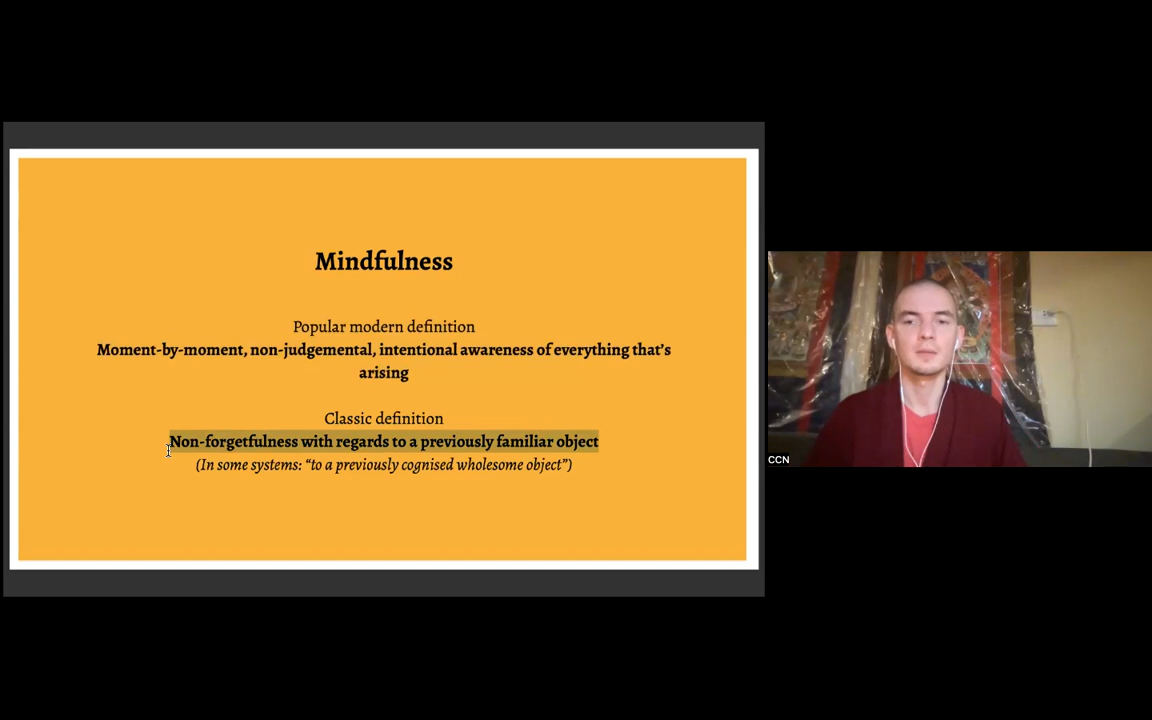 Mindfulness
Popular modern definition
Moment-by-moment, non-judgemental, intentional awareness of everything that's
arising
Classic definition
Non-forgetfulness with regards to a previously familiar object
(In some systems: “to a previously cognised wholesome object”)
CCN